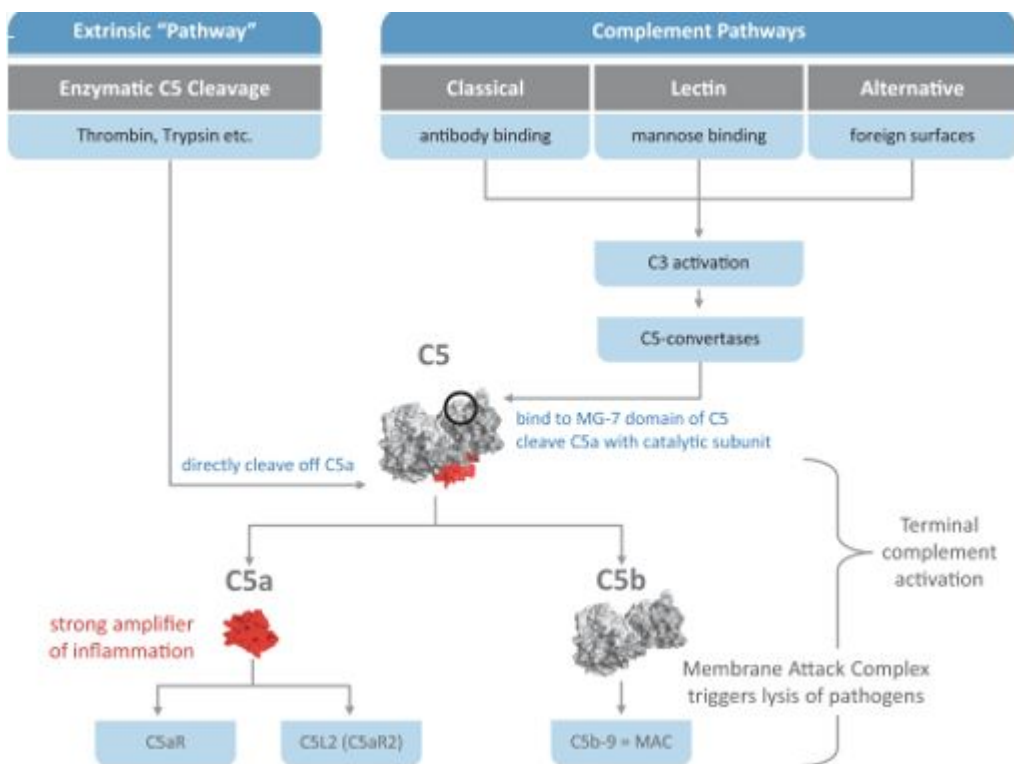 Extrinsic “Pathway”
Enzymatic C5 Cleavage
Thrombin, Trypsin etc.
Complement Pathways
Classical
Lectin
Alternative
antibody binding
mannose binding
foreign surfaces
C3 activation
C5-convertases
C5
bind to MG-7 domain of C5
cleave C5a with catalytic subunit
directly cleave off C5a
Terminal
complement
activation
C5a
C5b
strong amplifier
of inflammation
Membrane Attack Complex
triggers lysis of pathogens
C5aR
C5L2 (C5aR2)
C5b-9 = MAC